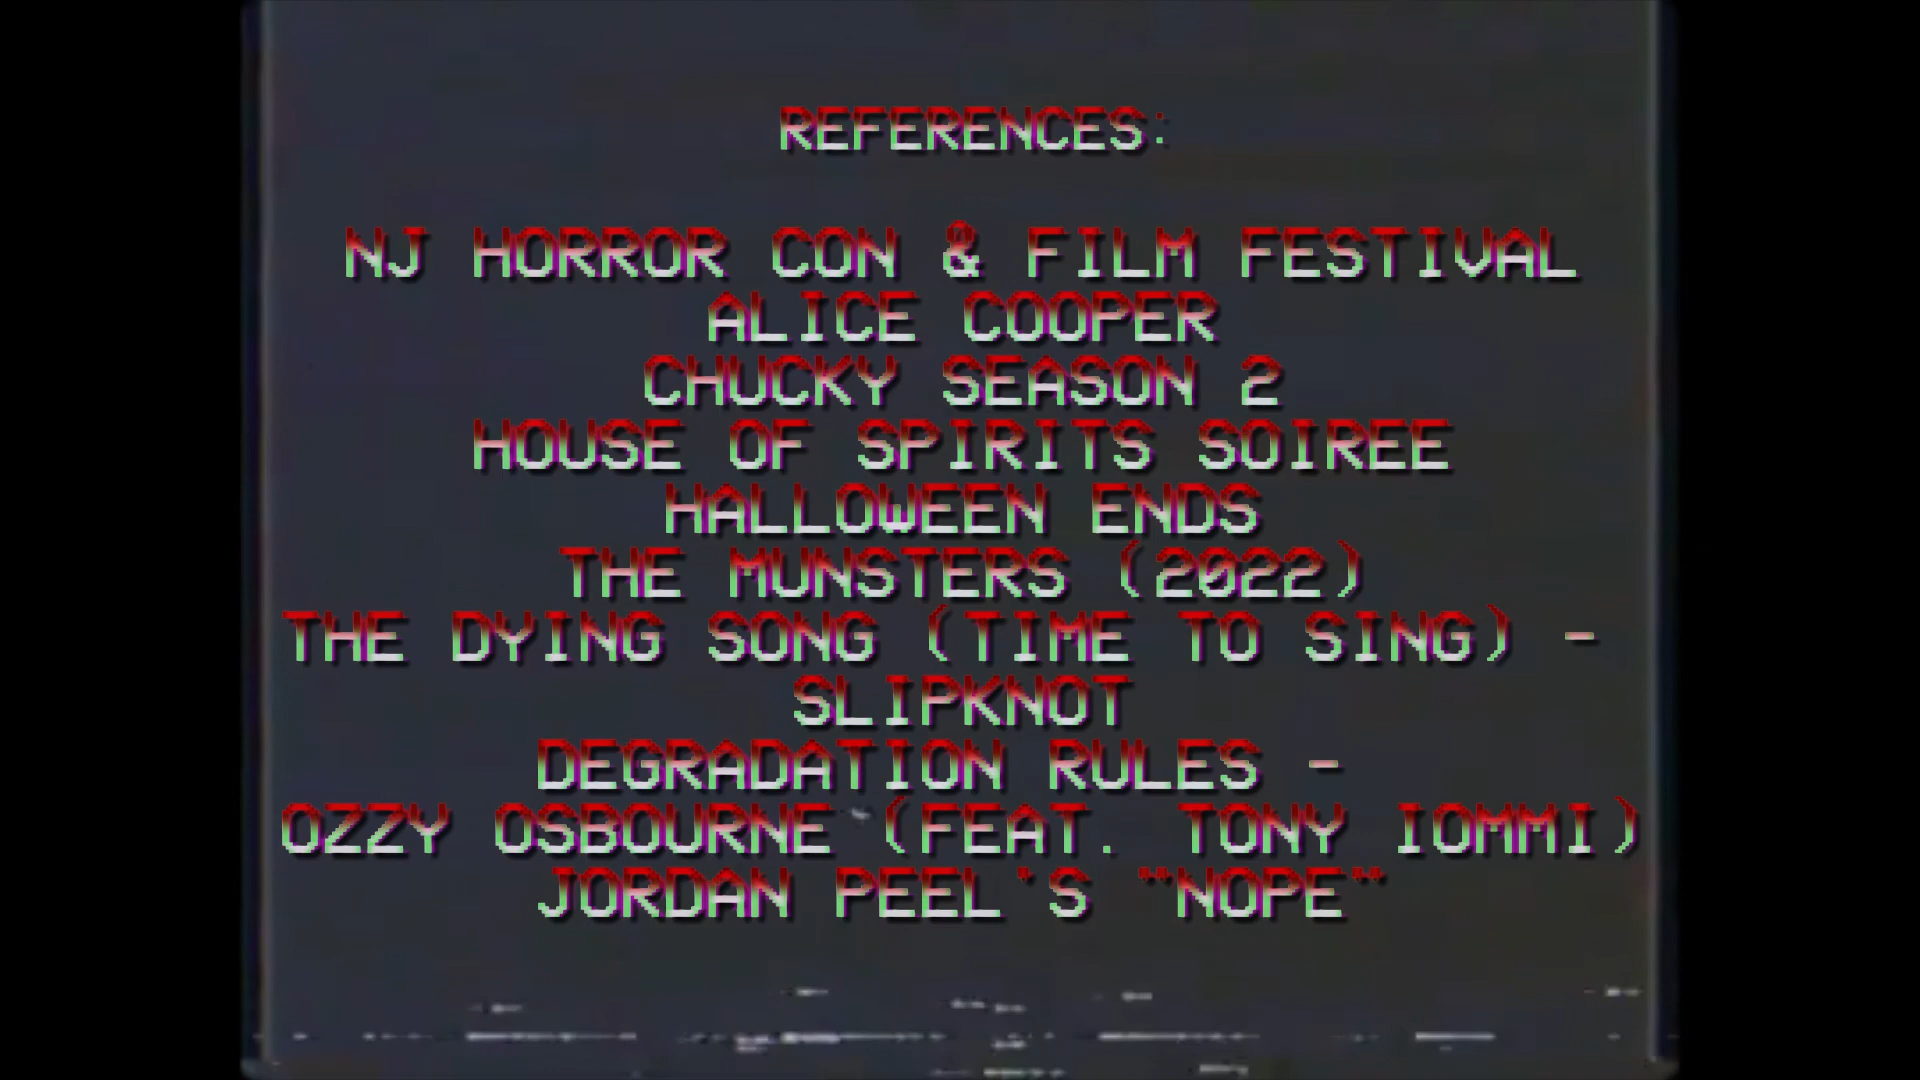 REFERENCES:
NJ HORROR CON & FILM FESTIVAL
ALICE COOPER
CHUCKY SEASON 2
HOUSE OF SPIRITS SOIREE
HALLOWEEN ENDS
THE MUNSTERS (2022)
THE DYING SONG (TIME TO SING) -
SLIPKNOT
DEGRADATION RULES -
OZZY OSBOURNE (FEAT. TONY IOMMI)
JORDAN PEEL'S "NOPE"